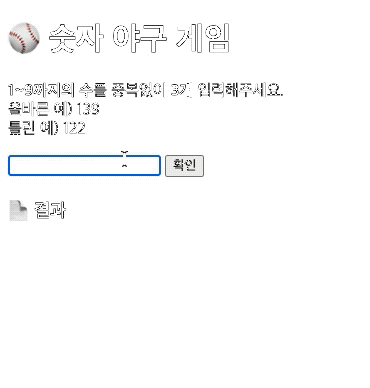 숫자 야구 게임
1~9까지의 수를 중복없이 3개 입력해주세요.
올바른 예) 139
틀린 예) 122
확인
결과